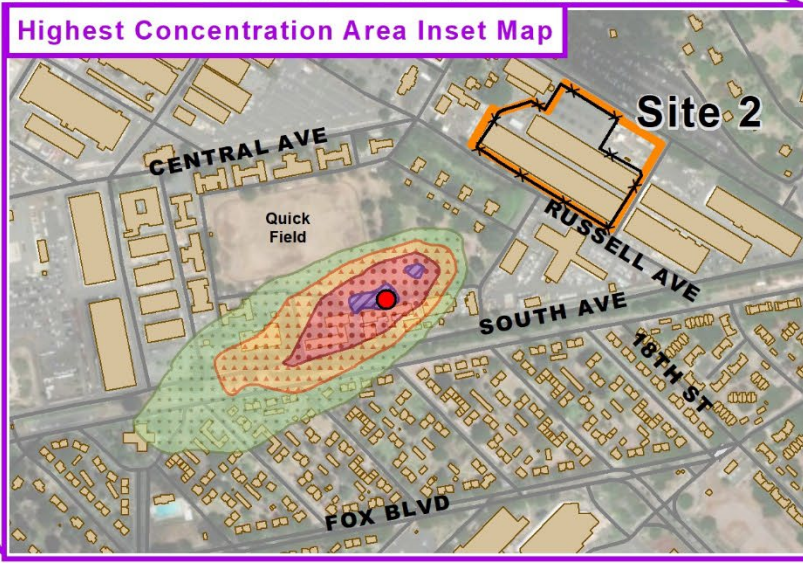 Highest Concentration Area Inset Map
Site 2
CENTRAL AVE
Quick
Field
RUSSELL AVE
SOUTH AVE
18TH ST
FOX BLVD